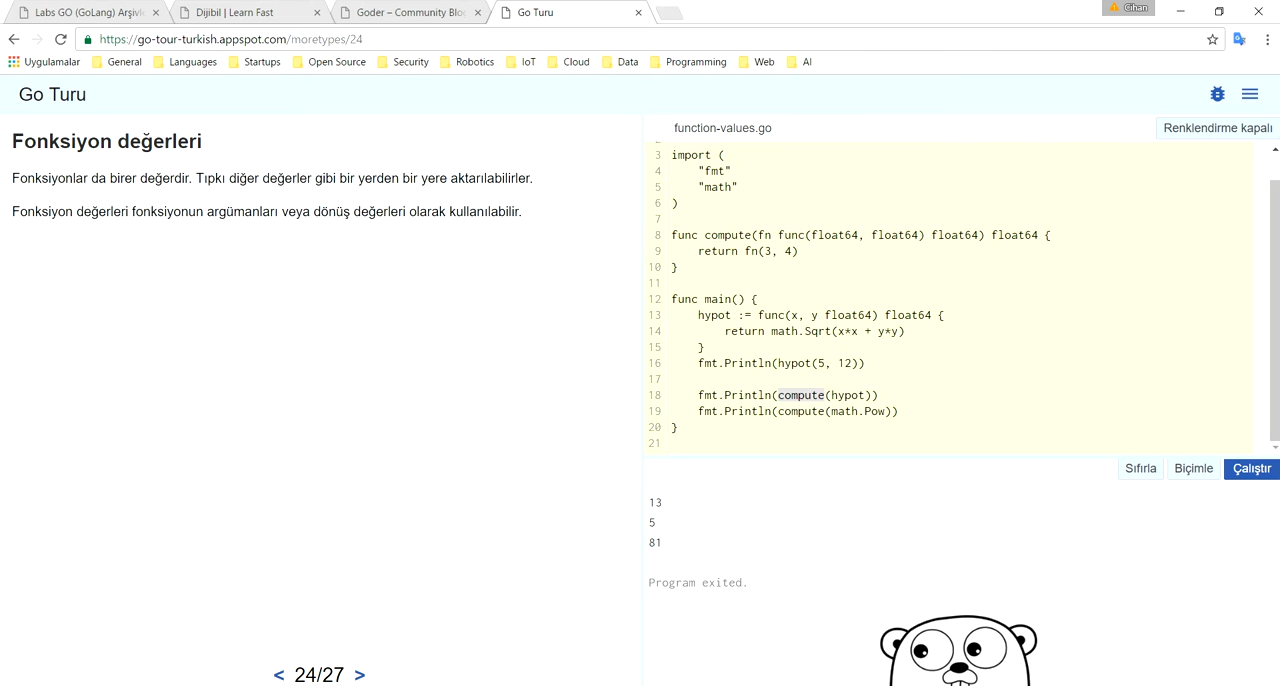 Labs GO (GoLang) Arşivle
Dijibil | Learn Fast
Goder – Community Blog
Go Turu
Cihan
https://go-tour-turkish.appspot.com/moretypes/24
Uygulamalar General Languages Startups Open Source Security Robotics IoT Cloud Data Programming Web AI
Go Turu
Fonksiyon değerleri
Fonksiyonlar da birer değerdir. Tıpkı diğer değerler gibi bir yerden bir yere aktarılabilirler.
Fonksiyon değerleri fonksiyonun argümanları veya dönüş değerleri olarak kullanılabilir.
< 24/27 >
function-values.go
Renklendirme kapalı
3 import (
4 "fmt"
5 "math"
6 )
7
8 func compute(fn func(float64, float64) float64) float64 {
9 return fn(3, 4)
10 }
11
12 func main() {
13 hypot := func(x, y float64) float64 {
14 return math.Sqrt(x*x + y*y)
15 }
16 fmt.Println(hypot(5, 12))
17
18 fmt.Println(compute(hypot))
19 fmt.Println(compute(math.Pow))
20 }
21
Sıfırla Biçimle Çalıştır
13
5
81
Program exited.